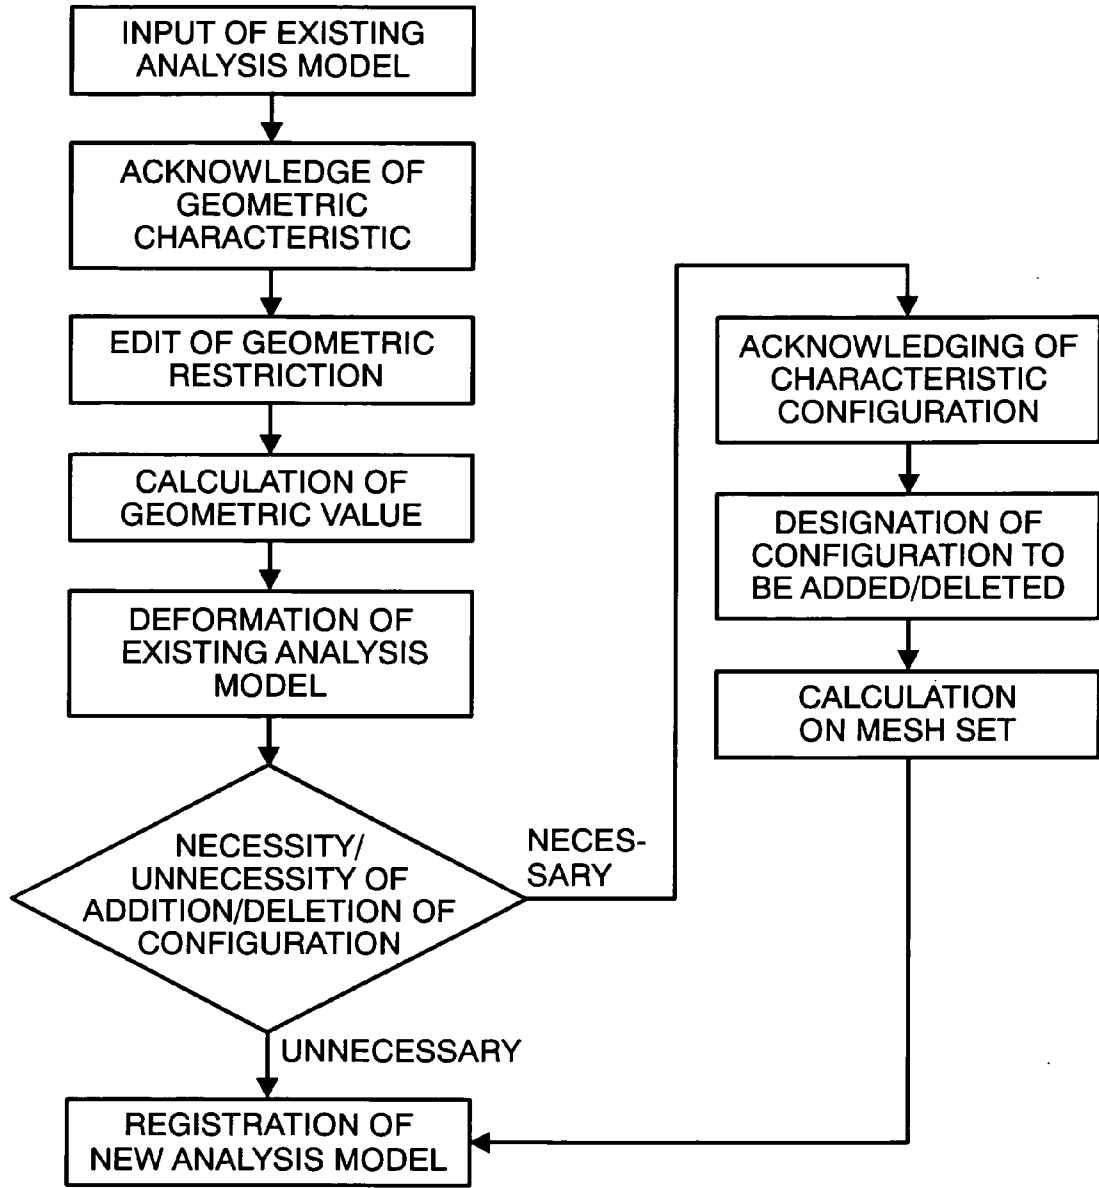 INPUT OF EXISTING
ANALYSIS MODEL
ACKNOWLEDGE OF
GEOMETRIC
CHARACTERISTIC
EDIT OF GEOMETRIC
RESTRICTION
CALCULATION OF
GEOMETRIC VALUE
DEFORMATION OF
EXISTING ANALYSIS
MODEL
NECESSITY/
UNNECESSITY OF
ADDITION/DELETION OF
CONFIGURATION
NECES-
SARY
ACKNOWLEDGING OF
CHARACTERISTIC
CONFIGURATION
DESIGNATION OF
CONFIGURATION TO
BE ADDED/DELETED
CALCULATION
ON MESH SET
UNNECESSARY
REGISTRATION OF
NEW ANALYSIS MODEL